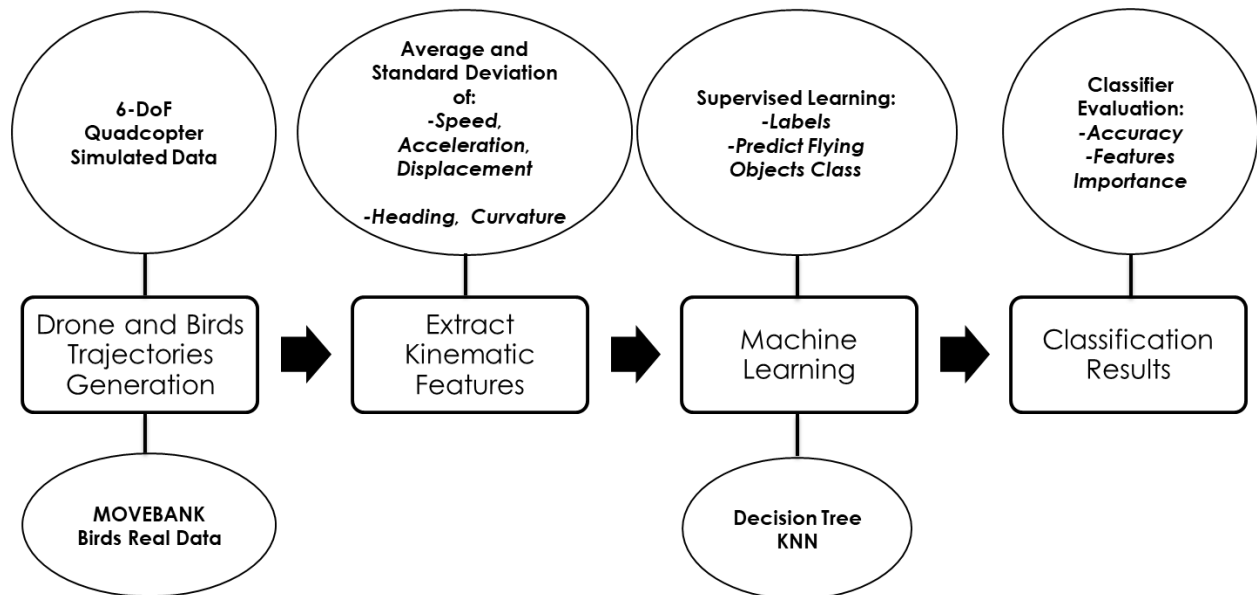 6-DoF
Quadcopter
Simulated Data
Average and
Standard Deviation
of:
-Speed,
Acceleration,
Displacement
-Heading, Curvature
Supervised Learning:
-Labels
-Predict Flying
Objects Class
Classifier
Evaluation:
-Accuracy
-Features
Importance
Drone and Birds
Trajectories
Generation
Extract
Kinematic
Features
Machine
Learning
Classification
Results
MOVEBANK
Birds Real Data
Decision Tree
KNN